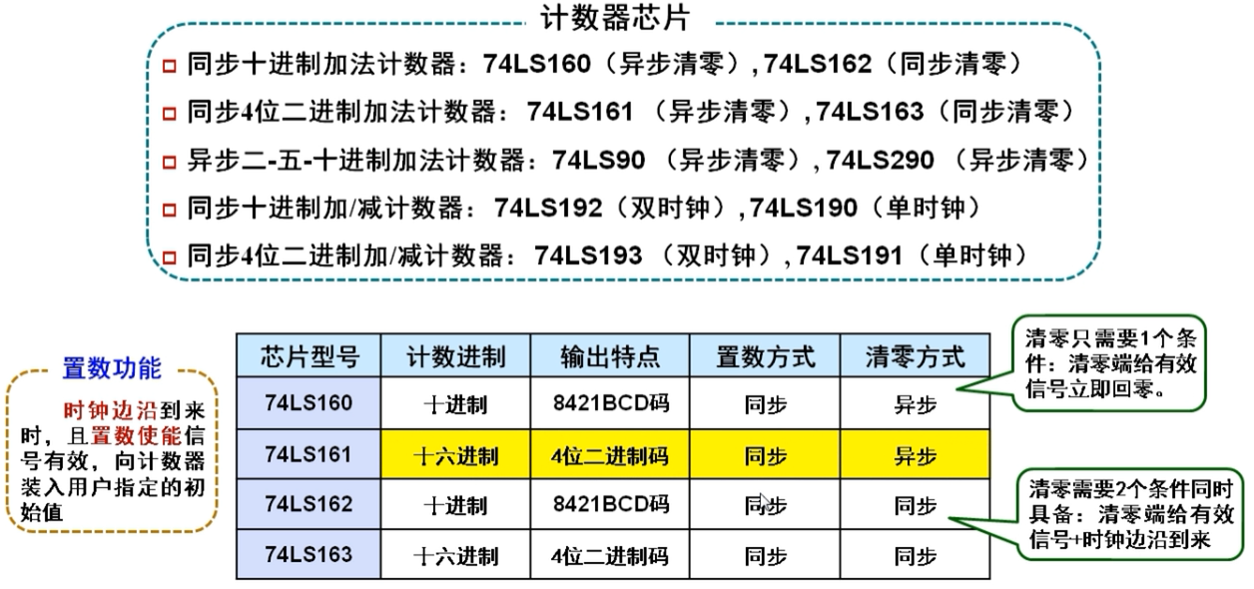 计数器芯片
同步十进制加法计数器：74LS160（异步清零）,74LS162（同步清零）
同步4位二进制加法计数器：74LS161（异步清零）,74LS163（同步清零）
异步二-五-十进制加法计数器：74LS90（异步清零）,74LS290（异步清零）
同步十进制加/减计数器：74LS192（双时钟）,74LS190（单时钟）
同步4位二进制加/减计数器：74LS193（双时钟）,74LS191（单时钟）
置数功能
时钟边沿到来
时，且置数使能信
号有效，向计数器
装入用户指定的初
始值
芯片型号 计数进制 输出特点 置数方式 清零方式
74LS160 十进制 8421BCD码 同步 异步
74LS161 十六进制 4位二进制码 同步 异步
74LS162 十进制 8421BCD码 同步 同步
74LS163 十六进制 4位二进制码 同步 同步
清零只需要1个条
件：清零端给有效
信号立即回零。
清零需要2个条件同时
具备：清零端给有效
信号+时钟边沿到来